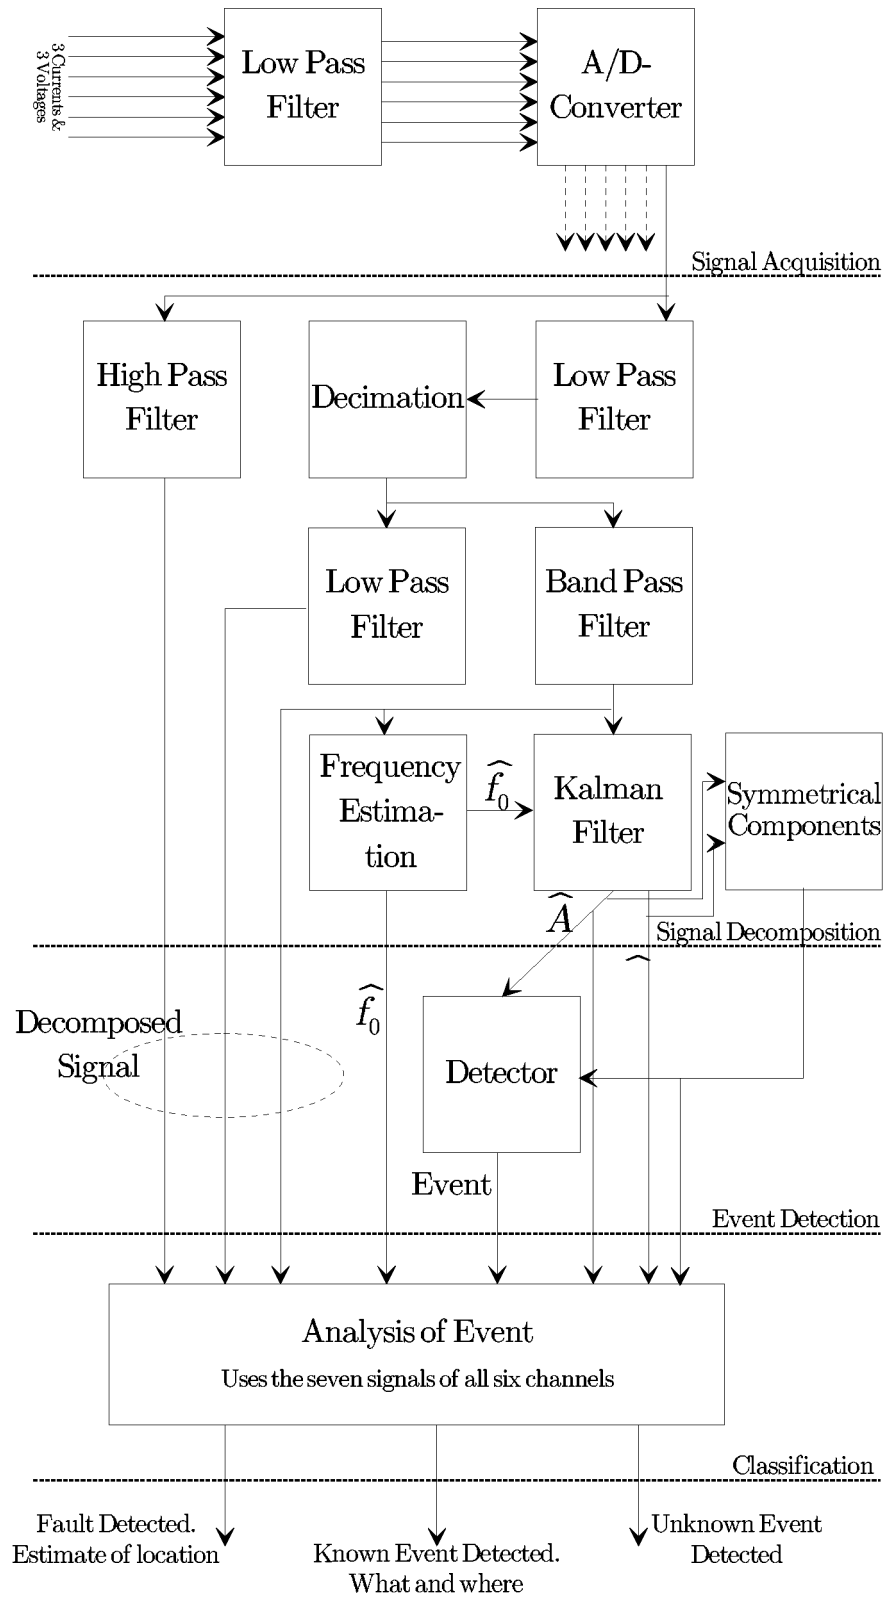 3 Currents &
3 Voltages
Low Pass
Filter
A/D-
Converter
Signal Acquisition
High Pass
Filter
Decimation
Low Pass
Filter
Low Pass
Filter
Band Pass
Filter
Frequency
Estima-
tion
f̂₀
Kalman
Filter
Symmetrical
Components
Â
Signal Decomposition
Decomposed
Signal
f̂₀
Detector
Event
Event Detection
Analysis of Event
Uses the seven signals of all six channels
Classification
Fault Detected.
Estimate of location
Known Event Detected.
What and where
Unknown Event
Detected